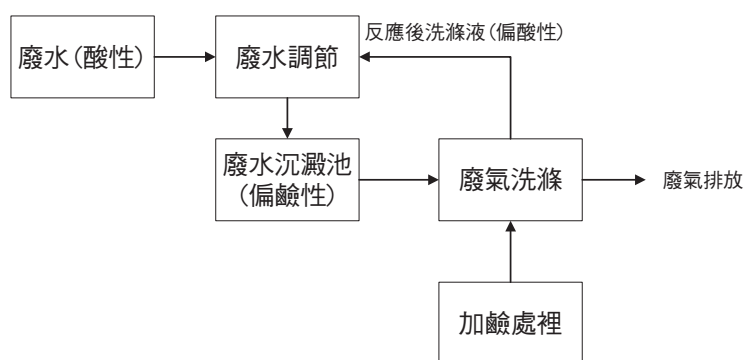 反應後洗滌液(偏酸性)
廢水(酸性)
廢水調節
廢水沉澱池
(偏鹼性)
廢氣洗滌
廢氣排放
加鹼處裡